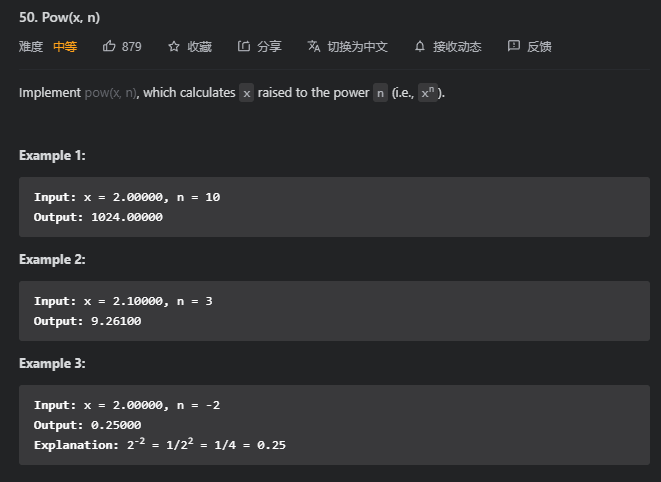 50. Pow(x, n)
难度 中等 879 收藏 分享 切换为中文 接收动态 反馈
Implement pow(x, n), which calculates x raised to the power n (i.e., xⁿ).
Example 1:
Input: x = 2.00000, n = 10
Output: 1024.00000
Example 2:
Input: x = 2.10000, n = 3
Output: 9.26100
Example 3:
Input: x = 2.00000, n = -2
Output: 0.25000
Explanation: 2⁻² = 1/2² = 1/4 = 0.25